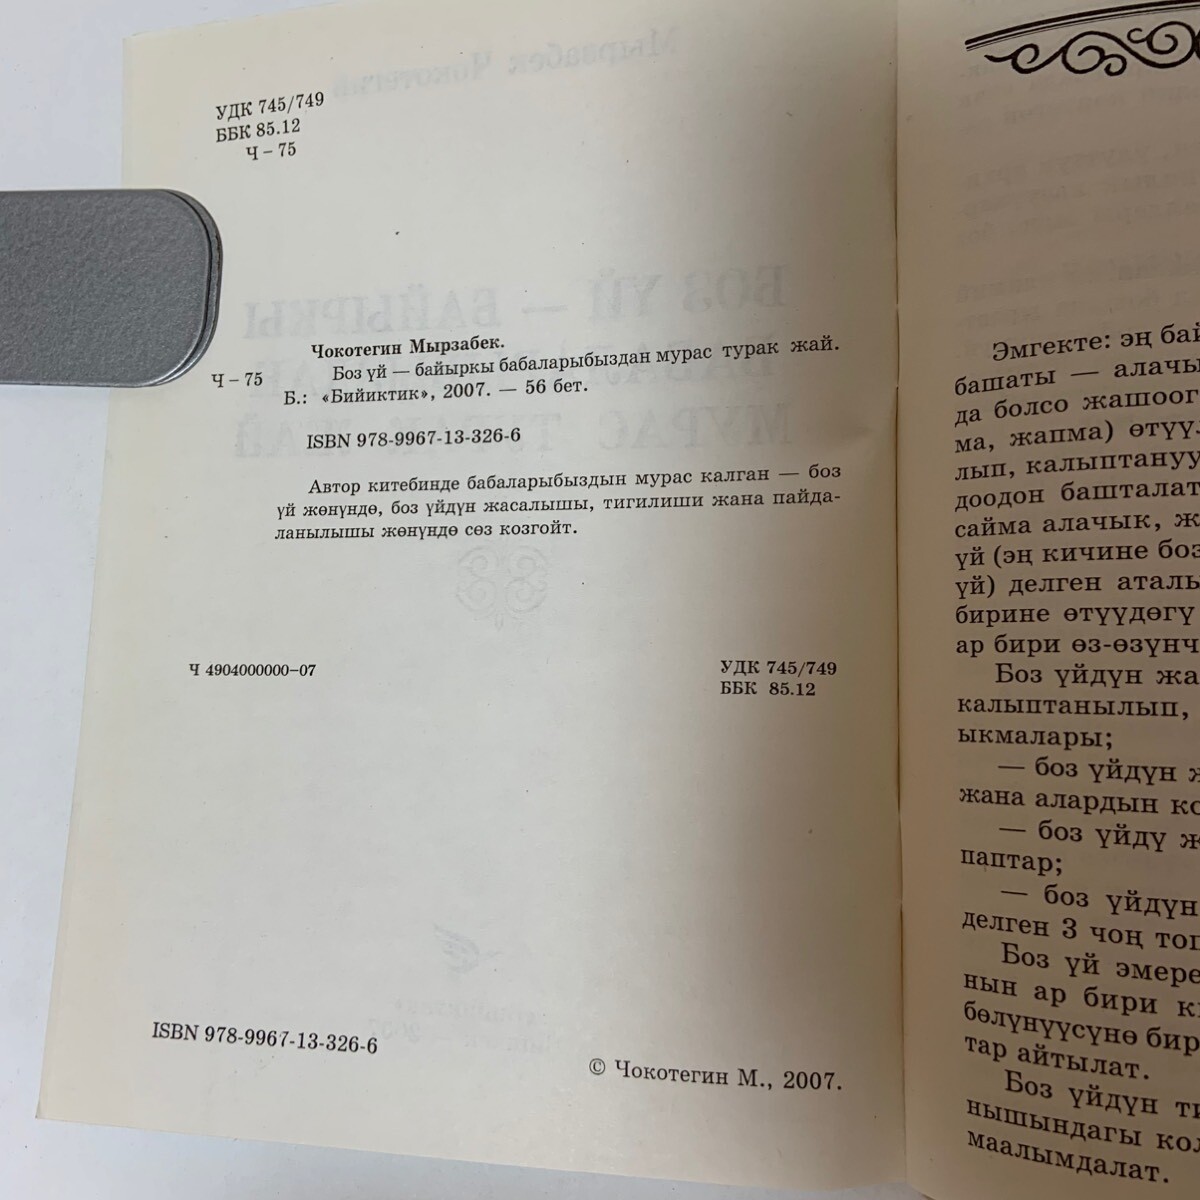 УДК 745/749
ББК 85.12
Ч – 75
Чокотегин Мырзабек.
Ч – 75 Боз үй — байыркы бабаларыбыздан мурас турак жай.
Б.: «Бийиктик», 2007. — 56 бет.
ISBN 978-9967-13-326-6
Автор китебинде бабаларыбыздын мурас калган — боз
үй жөнүндө, боз үйдүн жасалышы, тигилиши жана пайда-
ланылышы жөнүндө сөз козгойт.
Ч 4904000000–07
УДК 745/749
ББК 85.12
ISBN 978-9967-13-326-6
© Чокотегин М., 2007.
Эмгекте: эң бай
башаты — алачы
да болсо жашоог
ма, жапма) өтүүл
лып, калыптануу
доодон башталат
сайма алачык, ж
үй (эң кичине боз
үй) делген аталы
бирине өтүүдөгү
ар бири өз-өзүнч
Боз үйдүн жа
калыптанылып,
ыкмалары;
— боз үйдүн ж
жана алардын ко
— боз үйдү ж
паптар;
— боз үйдүн
делген 3 чоң топ
Боз үй эмере
нын ар бири к
бөлүнүүсүнө бир
тар айтылат.
Боз үйдүн ти
нышындагы кол
маалымдалат.